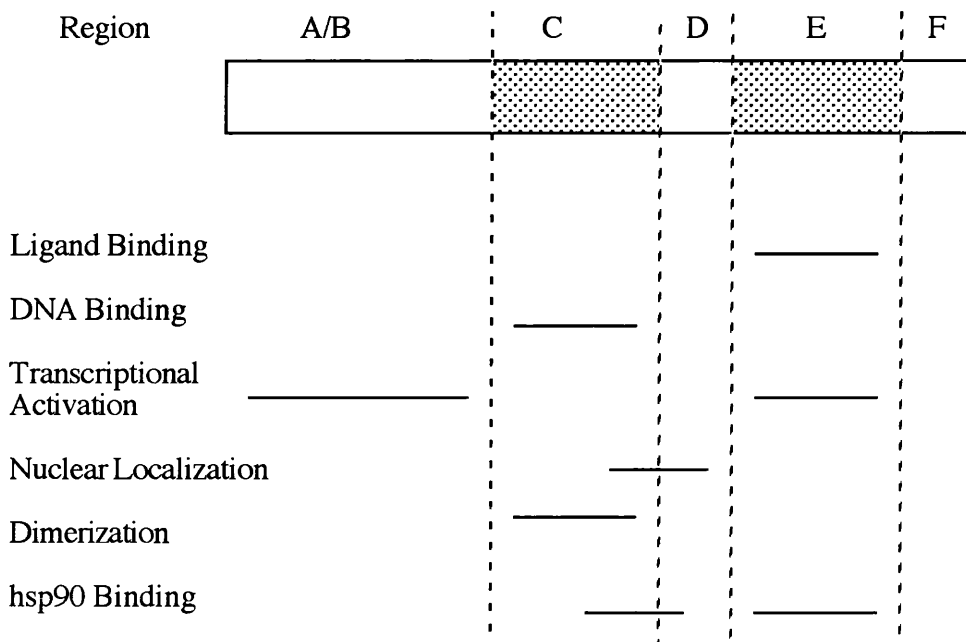 Region A/B C D E F
Ligand Binding
DNA Binding
Transcriptional
Activation
Nuclear Localization
Dimerization
hsp90 Binding